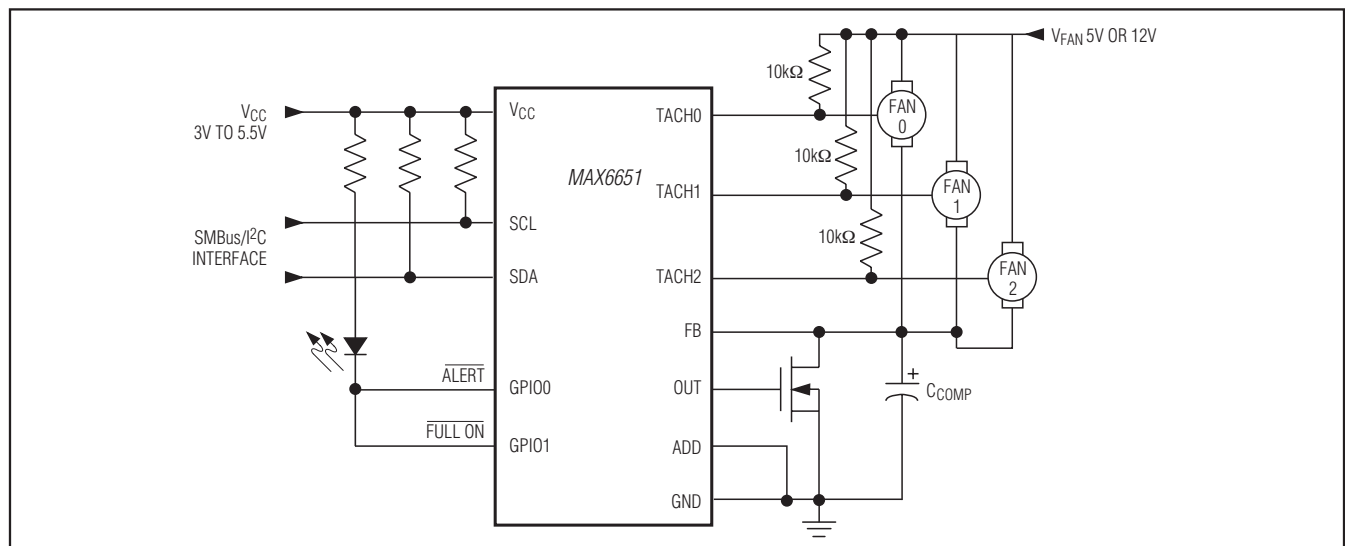 V_FAN 5V OR 12V
10kΩ
FAN
0
V_CC
3V TO 5.5V
V_CC
TACH0
MAX6651
10kΩ
TACH1
FAN
1
SCL
SMBus/I²C
INTERFACE
10kΩ
SDA
TACH2
FAN
2
FB
ALERT
GPIO0
OUT
+
C_COMP
FULL ON
GPIO1
ADD
GND